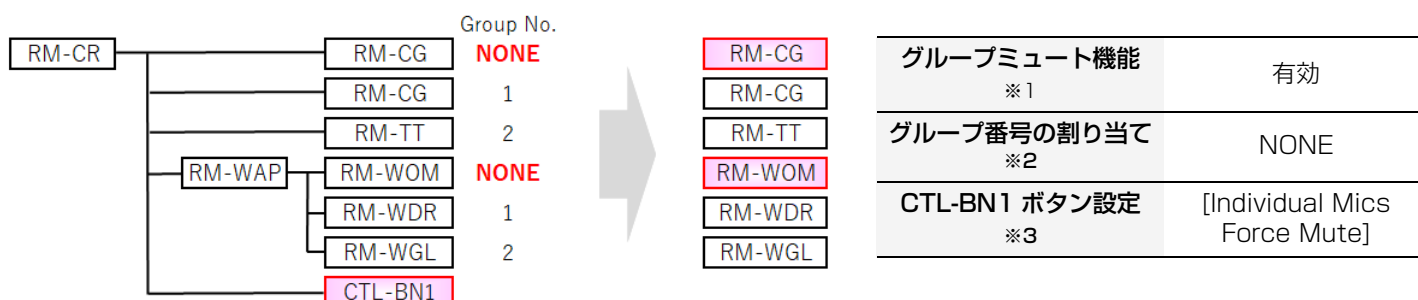 Group No.
RM-CR RM-CG NONE
RM-CG 1
RM-TT 2
RM-WAP RM-WOM NONE
RM-WDR 1
RM-WGL 2
CTL-BN1
RM-CG
RM-CG
RM-TT
RM-WOM
RM-WDR
RM-WGL
グループミュート機能
※1
有効
グループ番号の割り当て
※2
NONE
CTL-BN1 ボタン設定
※3
[Individual Mics
Force Mute]